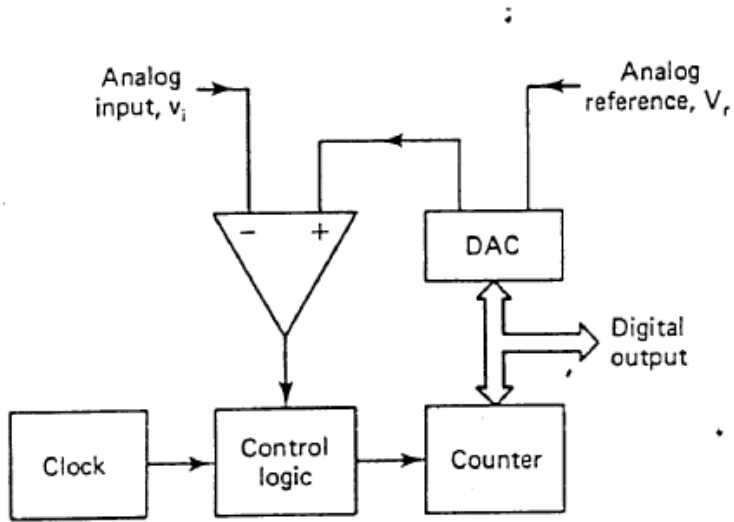 Analog
input, vᵢ
Analog
reference, Vᵣ
− +
DAC
Digital
output
Clock
Control
logic
Counter